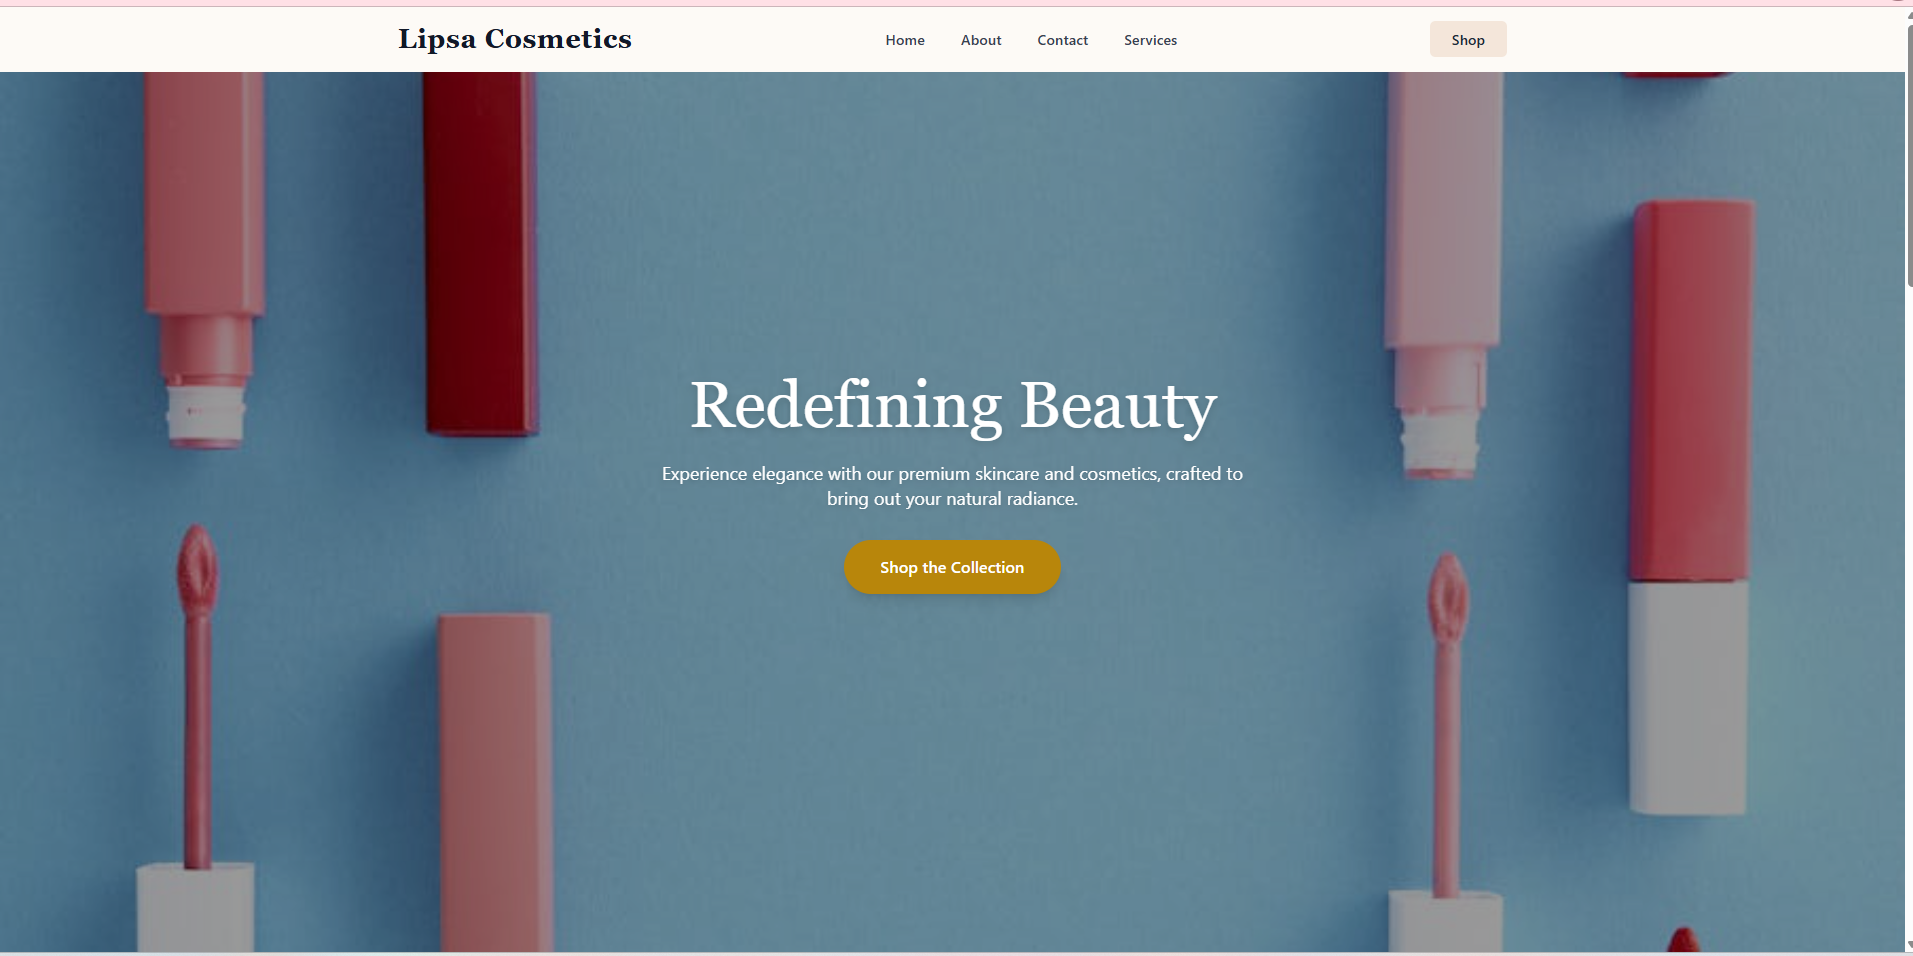 Lipsa Cosmetics
Home About Contact Services
Shop
Redefining Beauty
Experience elegance with our premium skincare and cosmetics, crafted to
bring out your natural radiance.
Shop the Collection